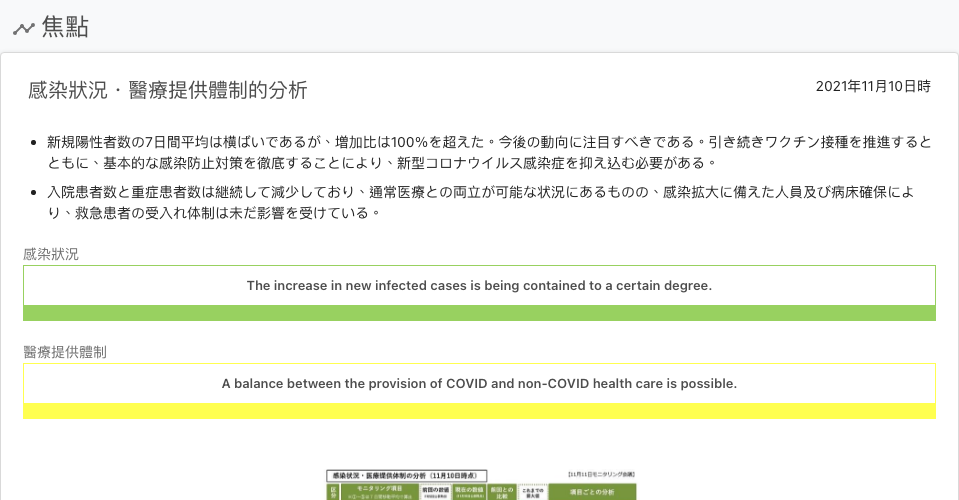 焦點
感染狀況・醫療提供體制的分析
2021年11月10日時
新規陽性者数の7日間平均は横ばいであるが、増加比は100%を超えた。今後の動向に注目すべきである。引き続きワクチン接種を推進すると
ともに、基本的な感染防止対策を徹底することにより、新型コロナウイルス感染症を抑え込む必要がある。
入院患者数と重症患者数は継続して減少しており、通常医療との両立が可能な状況にあるものの、感染拡大に備えた人員及び病床確保によ
り、救急患者の受入れ体制は未だ影響を受けている。
感染狀況
The increase in new infected cases is being contained to a certain degree.
醫療提供體制
A balance between the provision of COVID and non-COVID health care is possible.
感染状況・医療提供体制の分析（11月10日時点）
【11月11日モニタリング会議】
区分 モニタリング項目 前回の数値 現在の数値 前回との比較 これまでの最大値 項目ごとの分析